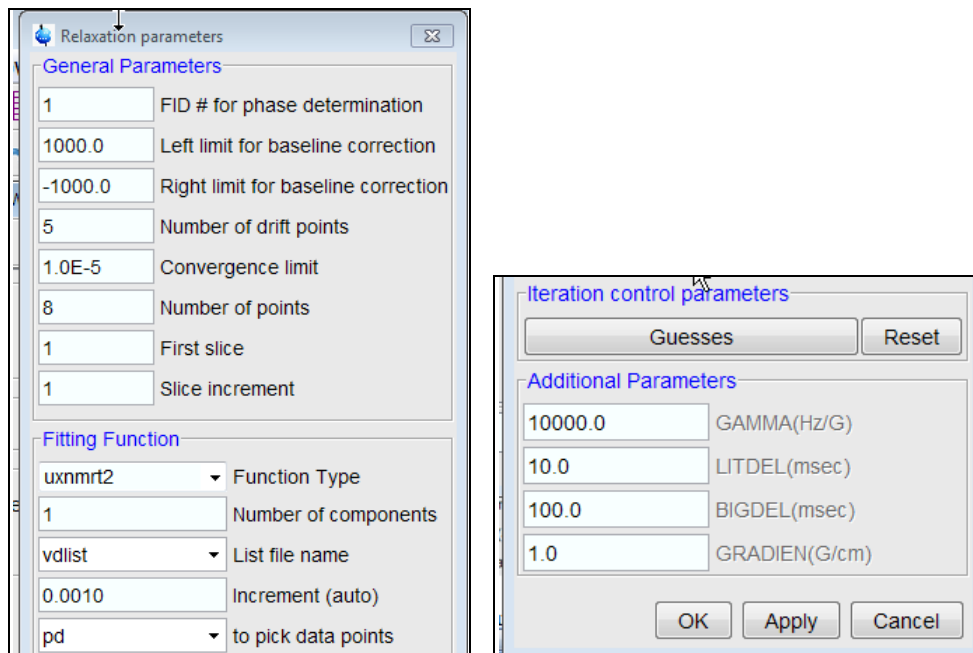 Relaxation parameters
General Parameters
1 FID # for phase determination
1000.0 Left limit for baseline correction
-1000.0 Right limit for baseline correction
5 Number of drift points
1.0E-5 Convergence limit
8 Number of points
1 First slice
1 Slice increment
Fitting Function
uxnmrt2 Function Type
1 Number of components
vdlist List file name
0.0010 Increment (auto)
pd to pick data points
Iteration control parameters
Guesses Reset
Additional Parameters
10000.0 GAMMA(Hz/G)
10.0 LITDEL(msec)
100.0 BIGDEL(msec)
1.0 GRADIEN(G/cm)
OK Apply Cancel